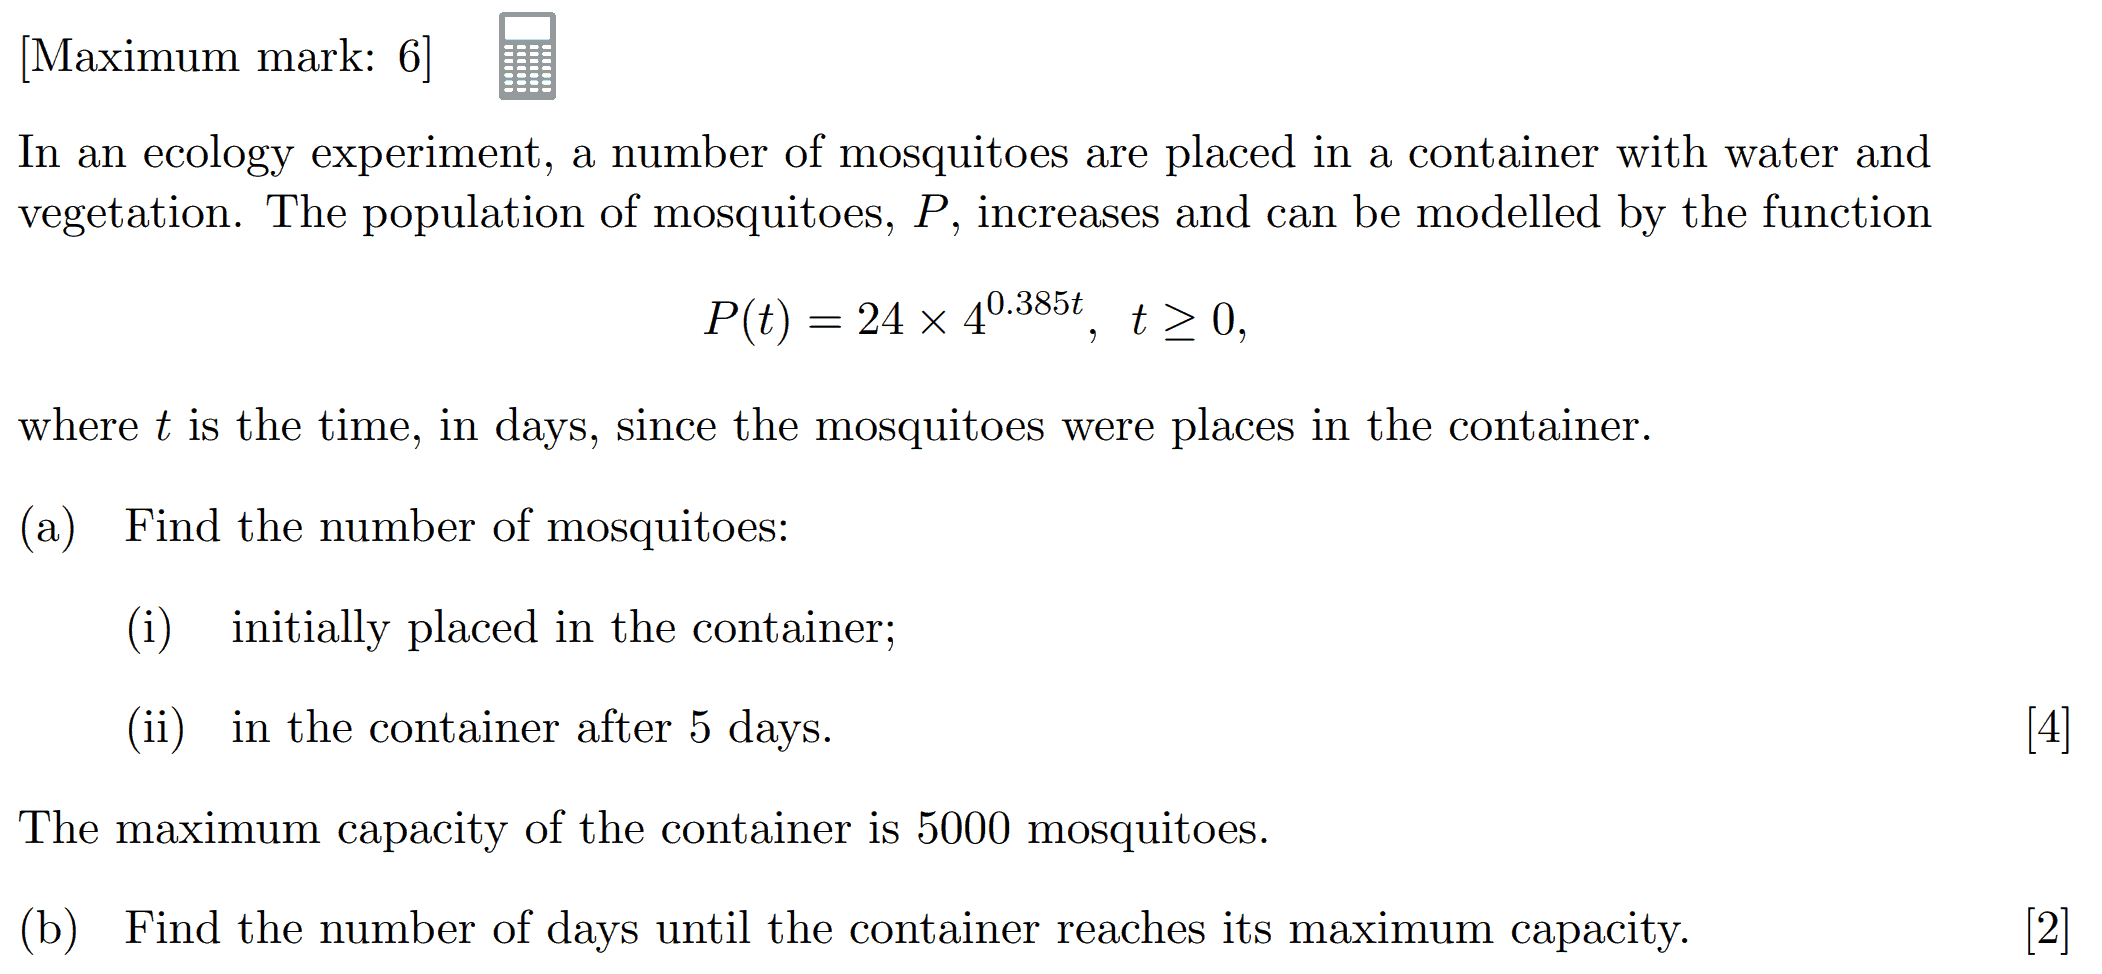 [Maximum mark: 6]
In an ecology experiment, a number of mosquitoes are placed in a container with water and
vegetation. The population of mosquitoes, P, increases and can be modelled by the function
P(t) = 24 × 4^{0.385t}, t ≥ 0,
where t is the time, in days, since the mosquitoes were places in the container.
(a) Find the number of mosquitoes:
(i) initially placed in the container;
(ii) in the container after 5 days. [4]
The maximum capacity of the container is 5000 mosquitoes.
(b) Find the number of days until the container reaches its maximum capacity. [2]